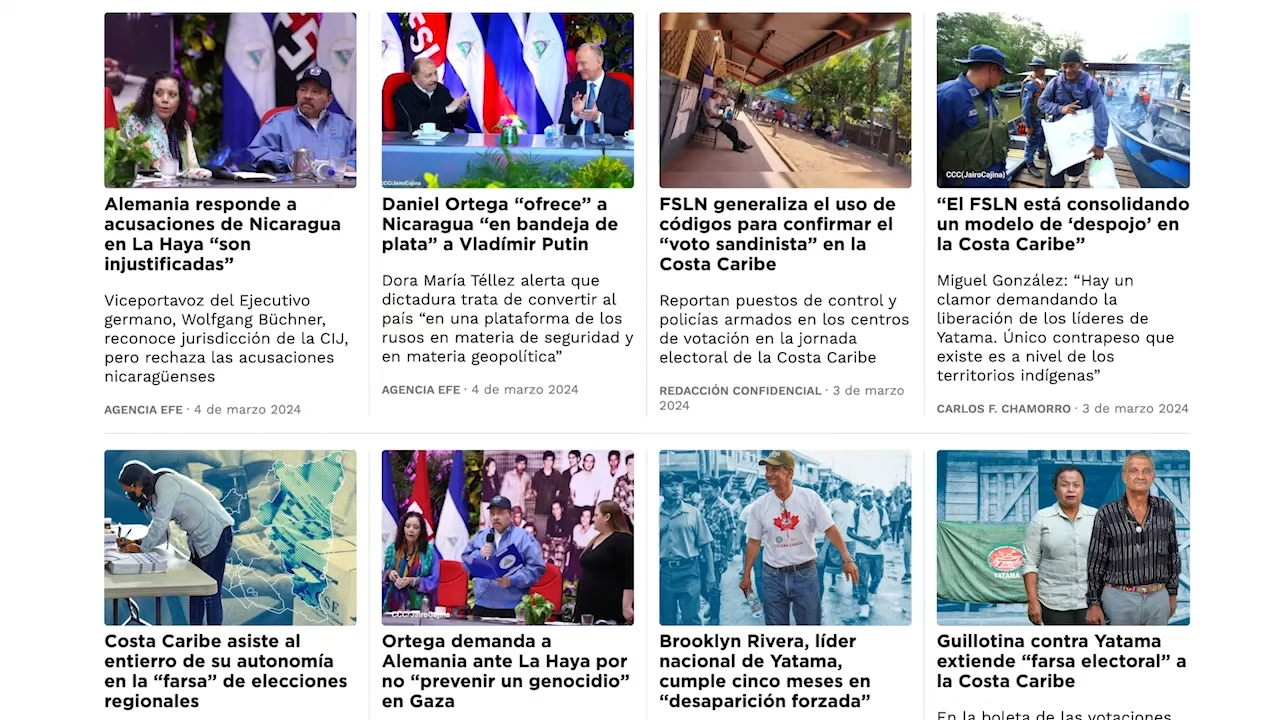 CCC(JairoCajina)
CCC(JairoCajina)
Alemania responde a
acusaciones de Nicaragua
en La Haya “son
injustificadas”
Viceportavoz del Ejecutivo
germano, Wolfgang Büchner,
reconoce jurisdicción de la CIJ,
pero rechaza las acusaciones
nicaragüenses
AGENCIA EFE · 4 de marzo 2024
Daniel Ortega “ofrece” a
Nicaragua “en bandeja de
plata” a Vladímir Putin
Dora María Téllez alerta que
dictadura trata de convertir al
país “en una plataforma de los
rusos en materia de seguridad y
en materia geopolítica”
AGENCIA EFE · 4 de marzo 2024
FSLN generaliza el uso de
códigos para confirmar el
“voto sandinista” en la
Costa Caribe
Reportan puestos de control y
policías armados en los centros
de votación en la jornada
electoral de la Costa Caribe
REDACCIÓN CONFIDENCIAL · 3 de marzo
2024
“El FSLN está consolidando
un modelo de ‘despojo’ en
la Costa Caribe”
Miguel González: “Hay un
clamor demandando la
liberación de los líderes de
Yatama. Único contrapeso que
existe es a nivel de los
territorios indígenas”
CARLOS F. CHAMORRO · 3 de marzo 2024
CCC(JairoCajina)
YATAMA
Costa Caribe asiste al
entierro de su autonomía
en la “farsa” de elecciones
regionales
Ortega demanda a
Alemania ante La Haya por
no “prevenir un genocidio”
en Gaza
Brooklyn Rivera, líder
nacional de Yatama,
cumple cinco meses en
“desaparición forzada”
Guillotina contra Yatama
extiende “farsa electoral” a
la Costa Caribe
En la boleta de las votaciones